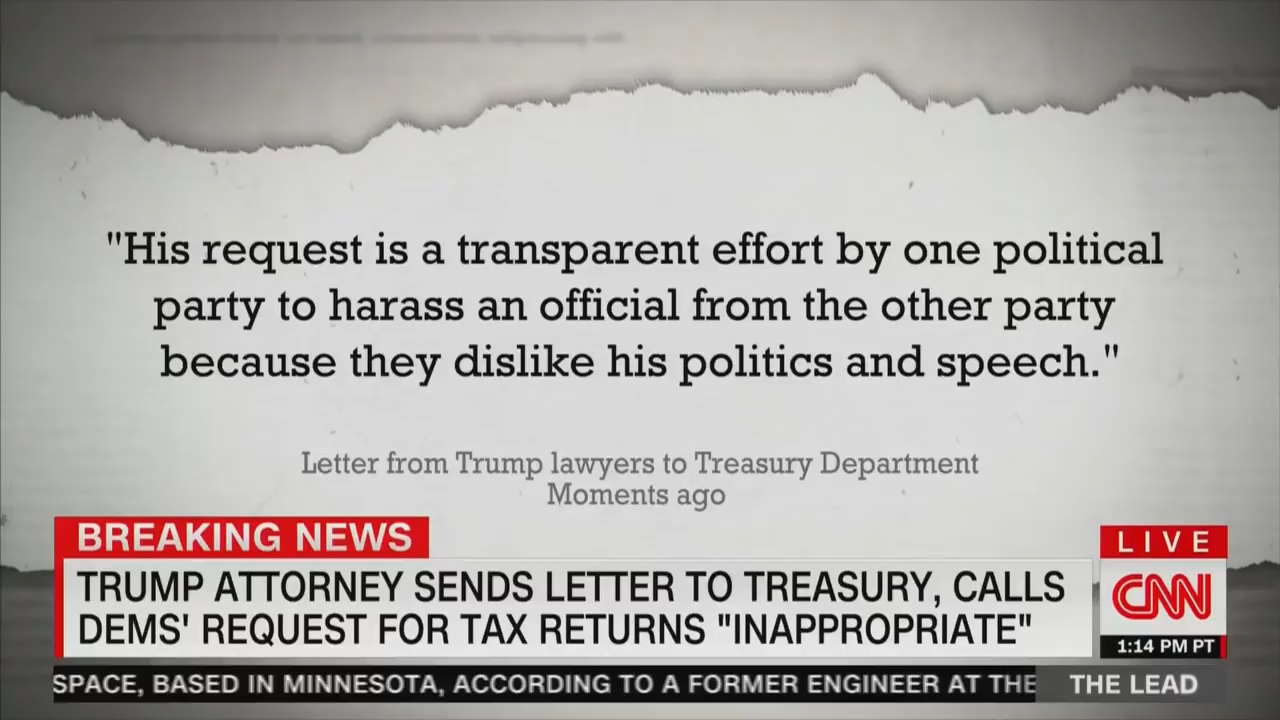 "His request is a transparent effort by one political
party to harass an official from the other party
because they dislike his politics and speech."
Letter from Trump lawyers to Treasury Department
Moments ago
BREAKING NEWS
TRUMP ATTORNEY SENDS LETTER TO TREASURY, CALLS
DEMS' REQUEST FOR TAX RETURNS "INAPPROPRIATE"
LIVE
CNN
1:14 PM PT
SPACE, BASED IN MINNESOTA, ACCORDING TO A FORMER ENGINEER AT THE
THE LEAD